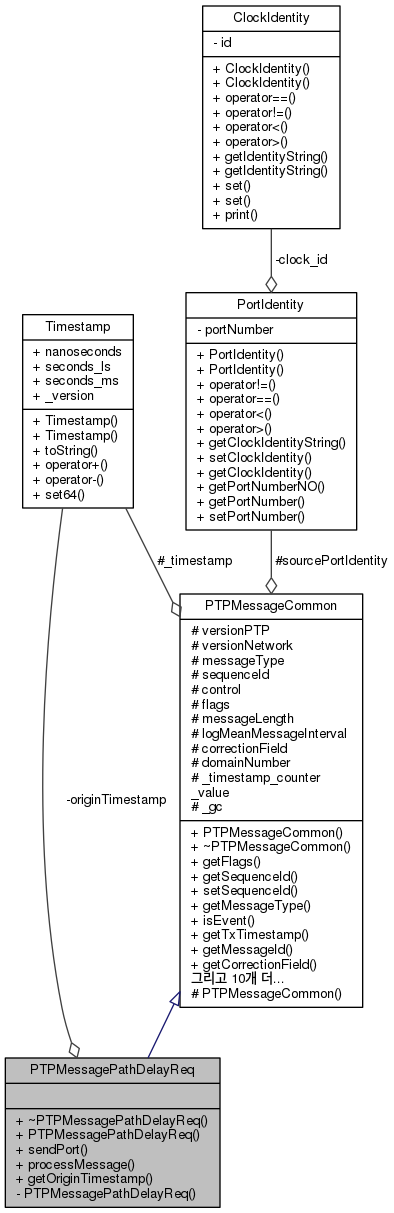 ClockIdentity
- id
+ ClockIdentity()
+ ClockIdentity()
+ operator==()
+ operator!=()
+ operator<()
+ operator>()
+ getIdentityString()
+ getIdentityString()
+ set()
+ set()
+ print()
-clock_id
PortIdentity
- portNumber
+ PortIdentity()
+ PortIdentity()
+ operator!=()
+ operator==()
+ operator<()
+ operator>()
+ getClockIdentityString()
+ setClockIdentity()
+ getClockIdentity()
+ getPortNumberNO()
+ getPortNumber()
+ setPortNumber()
Timestamp
+ nanoseconds
+ seconds_ls
+ seconds_ms
+ _version
+ Timestamp()
+ Timestamp()
+ toString()
+ operator+()
+ operator-()
+ set64()
#_timestamp
#sourcePortIdentity
PTPMessageCommon
# versionPTP
# versionNetwork
# messageType
# sequenceId
# control
# flags
# messageLength
# logMeanMessageInterval
# correctionField
# domainNumber
# _timestamp_counter
_value
# _gc
+ PTPMessageCommon()
+ ~PTPMessageCommon()
+ getFlags()
+ getSequenceId()
+ setSequenceId()
+ getMessageType()
+ isEvent()
+ getTxTimestamp()
+ getMessageId()
+ getCorrectionField()
그리고 10개 더...
# PTPMessageCommon()
-originTimestamp
PTPMessagePathDelayReq
+ ~PTPMessagePathDelayReq()
+ PTPMessagePathDelayReq()
+ sendPort()
+ processMessage()
+ getOriginTimestamp()
- PTPMessagePathDelayReq()